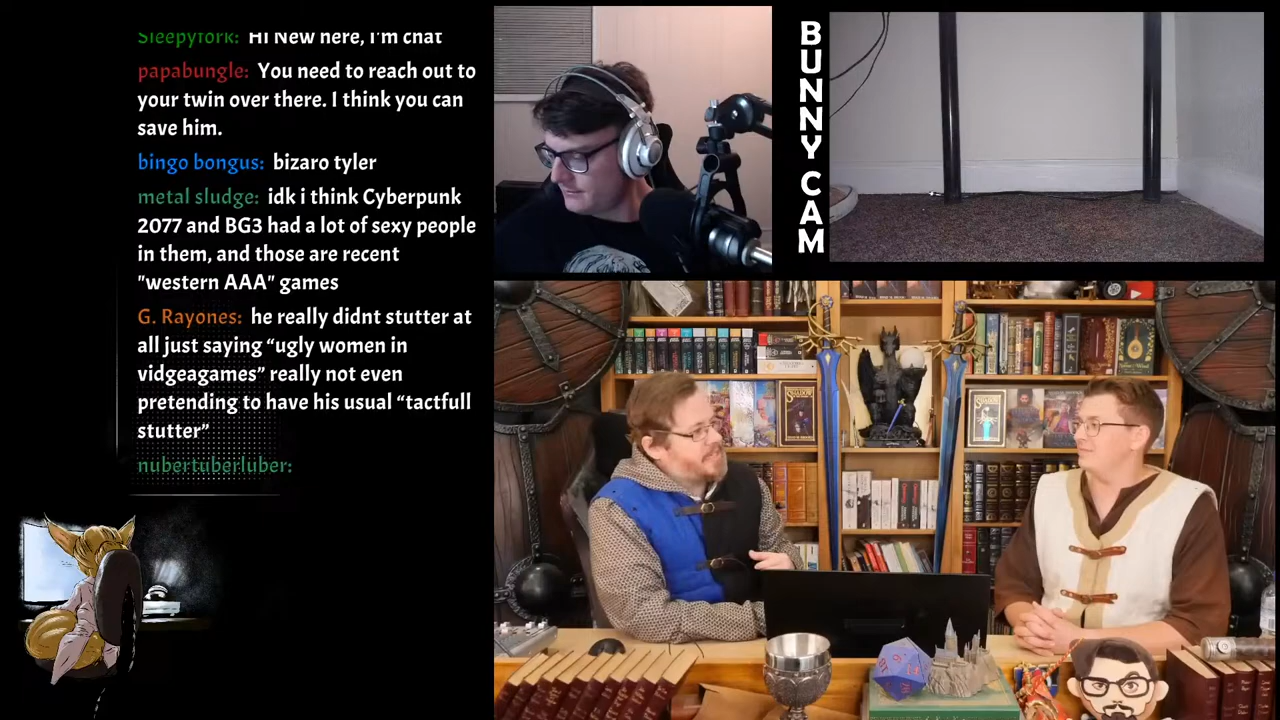 Sleepyfork: Hi New here, I'm chat
papabungle: You need to reach out to
your twin over there. I think you can
save him.
bingo bongus: bizaro tyler
metal sludge: idk i think Cyberpunk
2077 and BG3 had a lot of sexy people
in them, and those are recent
"western AAA" games
G. Rayones: he really didnt stutter at
all just saying “ugly women in
vidgeagames” really not even
pretending to have his usual “tactfull
stutter”
nubertuberluber:
BUNNY CAM
SHADOW
SHADOW